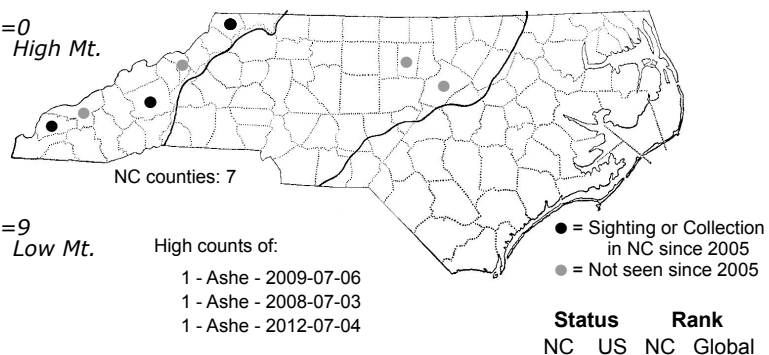 =0
High Mt.
NC counties: 7
=9
Low Mt.
High counts of:
1 - Ashe - 2009-07-06
1 - Ashe - 2008-07-03
1 - Ashe - 2012-07-04
● = Sighting or Collection
in NC since 2005
● = Not seen since 2005
Status Rank
NC US NC Global